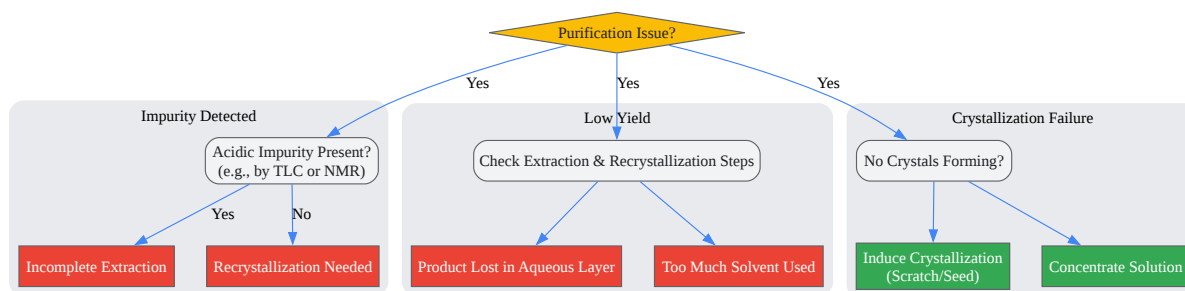 Purification Issue?
Yes
Yes
Yes
Impurity Detected
Low Yield
Crystallization Failure
Acidic Impurity Present?
(e.g., by TLC or NMR)
Check Extraction & Recrystallization Steps
No Crystals Forming?
Yes
No
Incomplete Extraction
Recrystallization Needed
Product Lost in Aqueous Layer
Too Much Solvent Used
Induce Crystallization
(Scratch/Seed)
Concentrate Solution